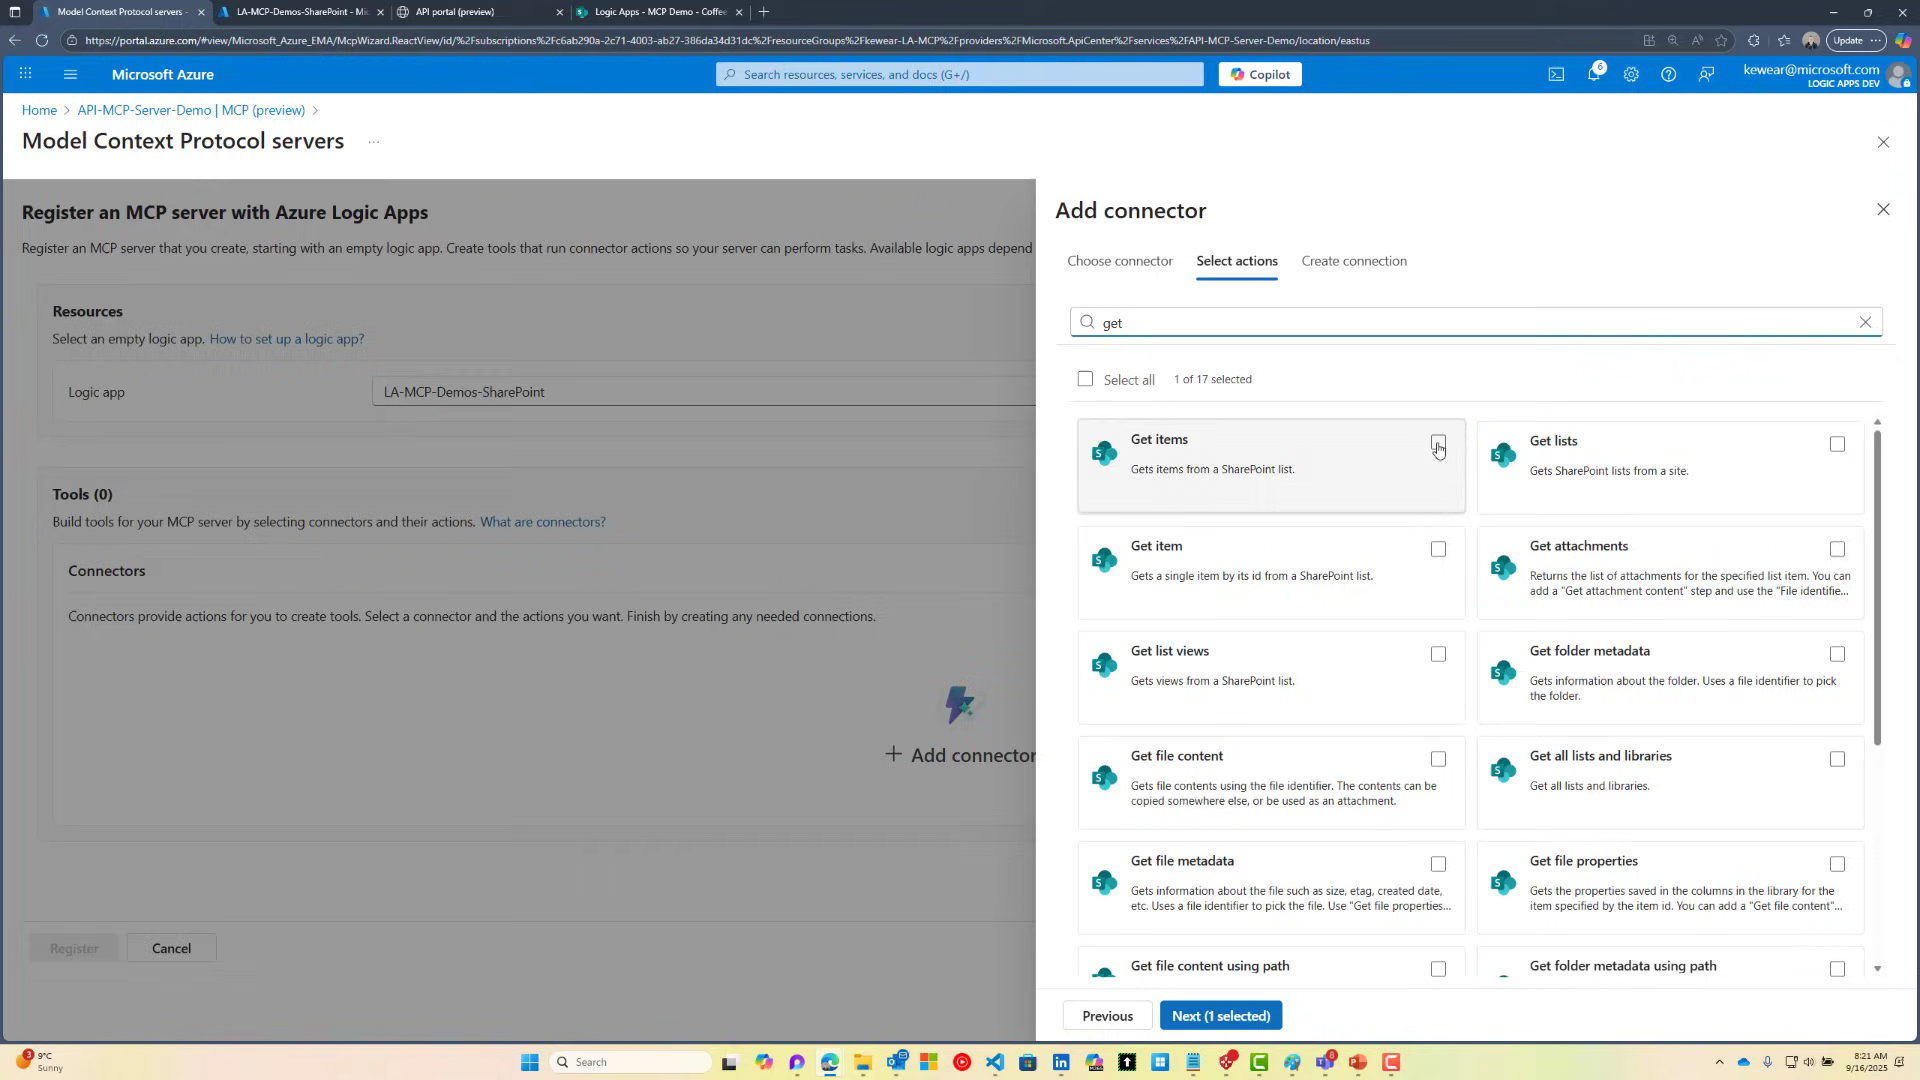 Model Context Protocol servers -
LA-MCP-Demos-SharePoint - Mic
API portal (preview)
Logic Apps - MCP Demo - Coffee
https://portal.azure.com/#view/Microsoft_Azure_EMA/McpWizard.ReactView/id/%2Fsubscriptions%2Fc6ab290a-2c71-4003-ab27-386da34d31dc%2FresourceGroups%2Fkewear-LA-MCP%2Fproviders%2FMicrosoft.ApiCenter%2Fservices%2FAPI-MCP-Server-Demo/location/eastus
Update
Microsoft Azure
Search resources, services, and docs (G+/)
Copilot
6
kewear@microsoft.com
LOGIC APPS DEV
Home > API-MCP-Server-Demo | MCP (preview) >
Model Context Protocol servers ...
Register an MCP server with Azure Logic Apps
Register an MCP server that you create, starting with an empty logic app. Create tools that run connector actions so your server can perform tasks. Available logic apps depend
Resources
Select an empty logic app. How to set up a logic app?
Logic app
LA-MCP-Demos-SharePoint
Tools (0)
Build tools for your MCP server by selecting connectors and their actions. What are connectors?
Connectors
Connectors provide actions for you to create tools. Select a connector and the actions you want. Finish by creating any needed connections.
+ Add connector
Register
Cancel
Add connector
Choose connector
Select actions
Create connection
get
Select all
1 of 17 selected
Get items
Gets items from a SharePoint list.
Get lists
Gets SharePoint lists from a site.
Get item
Gets a single item by its id from a SharePoint list.
Get attachments
Returns the list of attachments for the specified list item. You can
add a "Get attachment content" step and use the "File identifie...
Get list views
Gets views from a SharePoint list.
Get folder metadata
Gets information about the folder. Uses a file identifier to pick
the folder.
Get file content
Gets file contents using the file identifier. The contents can be
copied somewhere else, or be used as an attachment.
Get all lists and libraries
Get all lists and libraries.
Get file metadata
Gets information about the file such as size, etag, created date,
etc. Uses a file identifier to pick the file. Use "Get file properties...
Get file properties
Gets the properties saved in the columns in the library for the
item specified by the item id. You can add a "Get file content"...
Get file content using path
Get folder metadata using path
Previous
Next (1 selected)
3
9°C
Sunny
Search
8
8:21 AM
9/16/2025